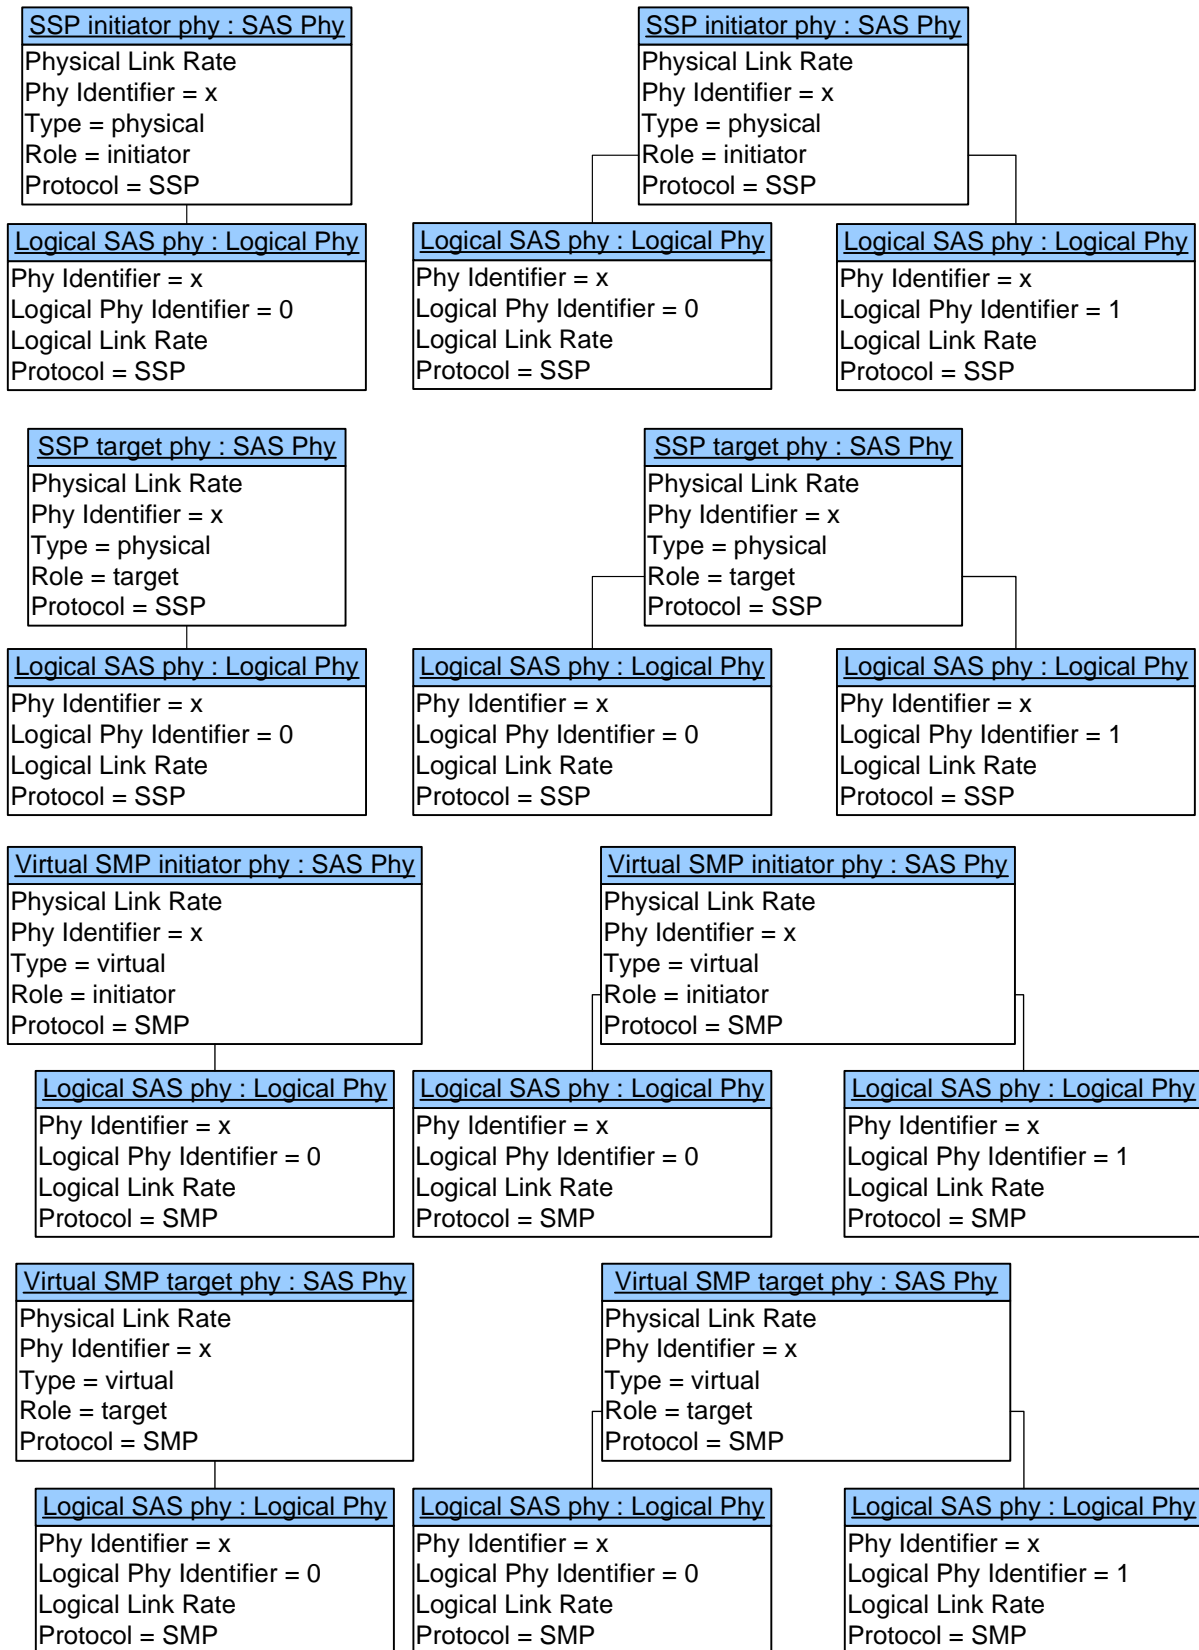 SSP initiator phy : SAS Phy
Physical Link Rate
Phy Identifier = x
Type = physical
Role = initiator
Protocol = SSP
SSP initiator phy : SAS Phy
Physical Link Rate
Phy Identifier = x
Type = physical
Role = initiator
Protocol = SSP
Logical SAS phy : Logical Phy
Phy Identifier = x
Logical Phy Identifier = 0
Logical Link Rate
Protocol = SSP
Logical SAS phy : Logical Phy
Phy Identifier = x
Logical Phy Identifier = 0
Logical Link Rate
Protocol = SSP
Logical SAS phy : Logical Phy
Phy Identifier = x
Logical Phy Identifier = 1
Logical Link Rate
Protocol = SSP
SSP target phy : SAS Phy
Physical Link Rate
Phy Identifier = x
Type = physical
Role = target
Protocol = SSP
SSP target phy : SAS Phy
Physical Link Rate
Phy Identifier = x
Type = physical
Role = target
Protocol = SSP
Logical SAS phy : Logical Phy
Phy Identifier = x
Logical Phy Identifier = 0
Logical Link Rate
Protocol = SSP
Logical SAS phy : Logical Phy
Phy Identifier = x
Logical Phy Identifier = 0
Logical Link Rate
Protocol = SSP
Logical SAS phy : Logical Phy
Phy Identifier = x
Logical Phy Identifier = 1
Logical Link Rate
Protocol = SSP
Virtual SMP initiator phy : SAS Phy
Physical Link Rate
Phy Identifier = x
Type = virtual
Role = initiator
Protocol = SMP
Virtual SMP initiator phy : SAS Phy
Physical Link Rate
Phy Identifier = x
Type = virtual
Role = initiator
Protocol = SMP
Logical SAS phy : Logical Phy
Phy Identifier = x
Logical Phy Identifier = 0
Logical Link Rate
Protocol = SMP
Logical SAS phy : Logical Phy
Phy Identifier = x
Logical Phy Identifier = 0
Logical Link Rate
Protocol = SMP
Logical SAS phy : Logical Phy
Phy Identifier = x
Logical Phy Identifier = 1
Logical Link Rate
Protocol = SMP
Virtual SMP target phy : SAS Phy
Physical Link Rate
Phy Identifier = x
Type = virtual
Role = target
Protocol = SMP
Virtual SMP target phy : SAS Phy
Physical Link Rate
Phy Identifier = x
Type = virtual
Role = target
Protocol = SMP
Logical SAS phy : Logical Phy
Phy Identifier = x
Logical Phy Identifier = 0
Logical Link Rate
Protocol = SMP
Logical SAS phy : Logical Phy
Phy Identifier = x
Logical Phy Identifier = 0
Logical Link Rate
Protocol = SMP
Logical SAS phy : Logical Phy
Phy Identifier = x
Logical Phy Identifier = 1
Logical Link Rate
Protocol = SMP